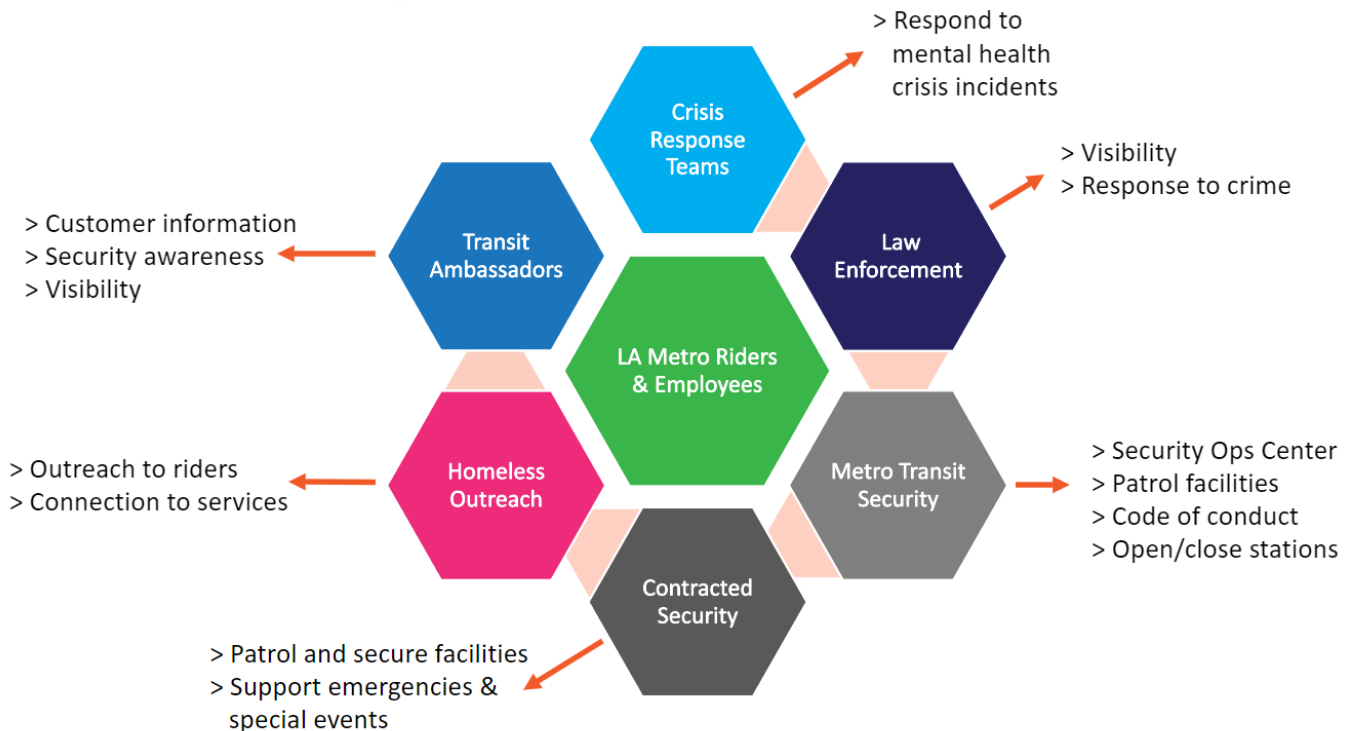 > Respond to
mental health
crisis incidents
Crisis
Response
Teams
> Visibility
> Response to crime
Law
Enforcement
> Customer information
> Security awareness
> Visibility
Transit
Ambassadors
LA Metro Riders
& Employees
> Outreach to riders
> Connection to services
Homeless
Outreach
Metro Transit
Security
> Security Ops Center
> Patrol facilities
> Code of conduct
> Open/close stations
Contracted
Security
> Patrol and secure facilities
> Support emergencies &
special events